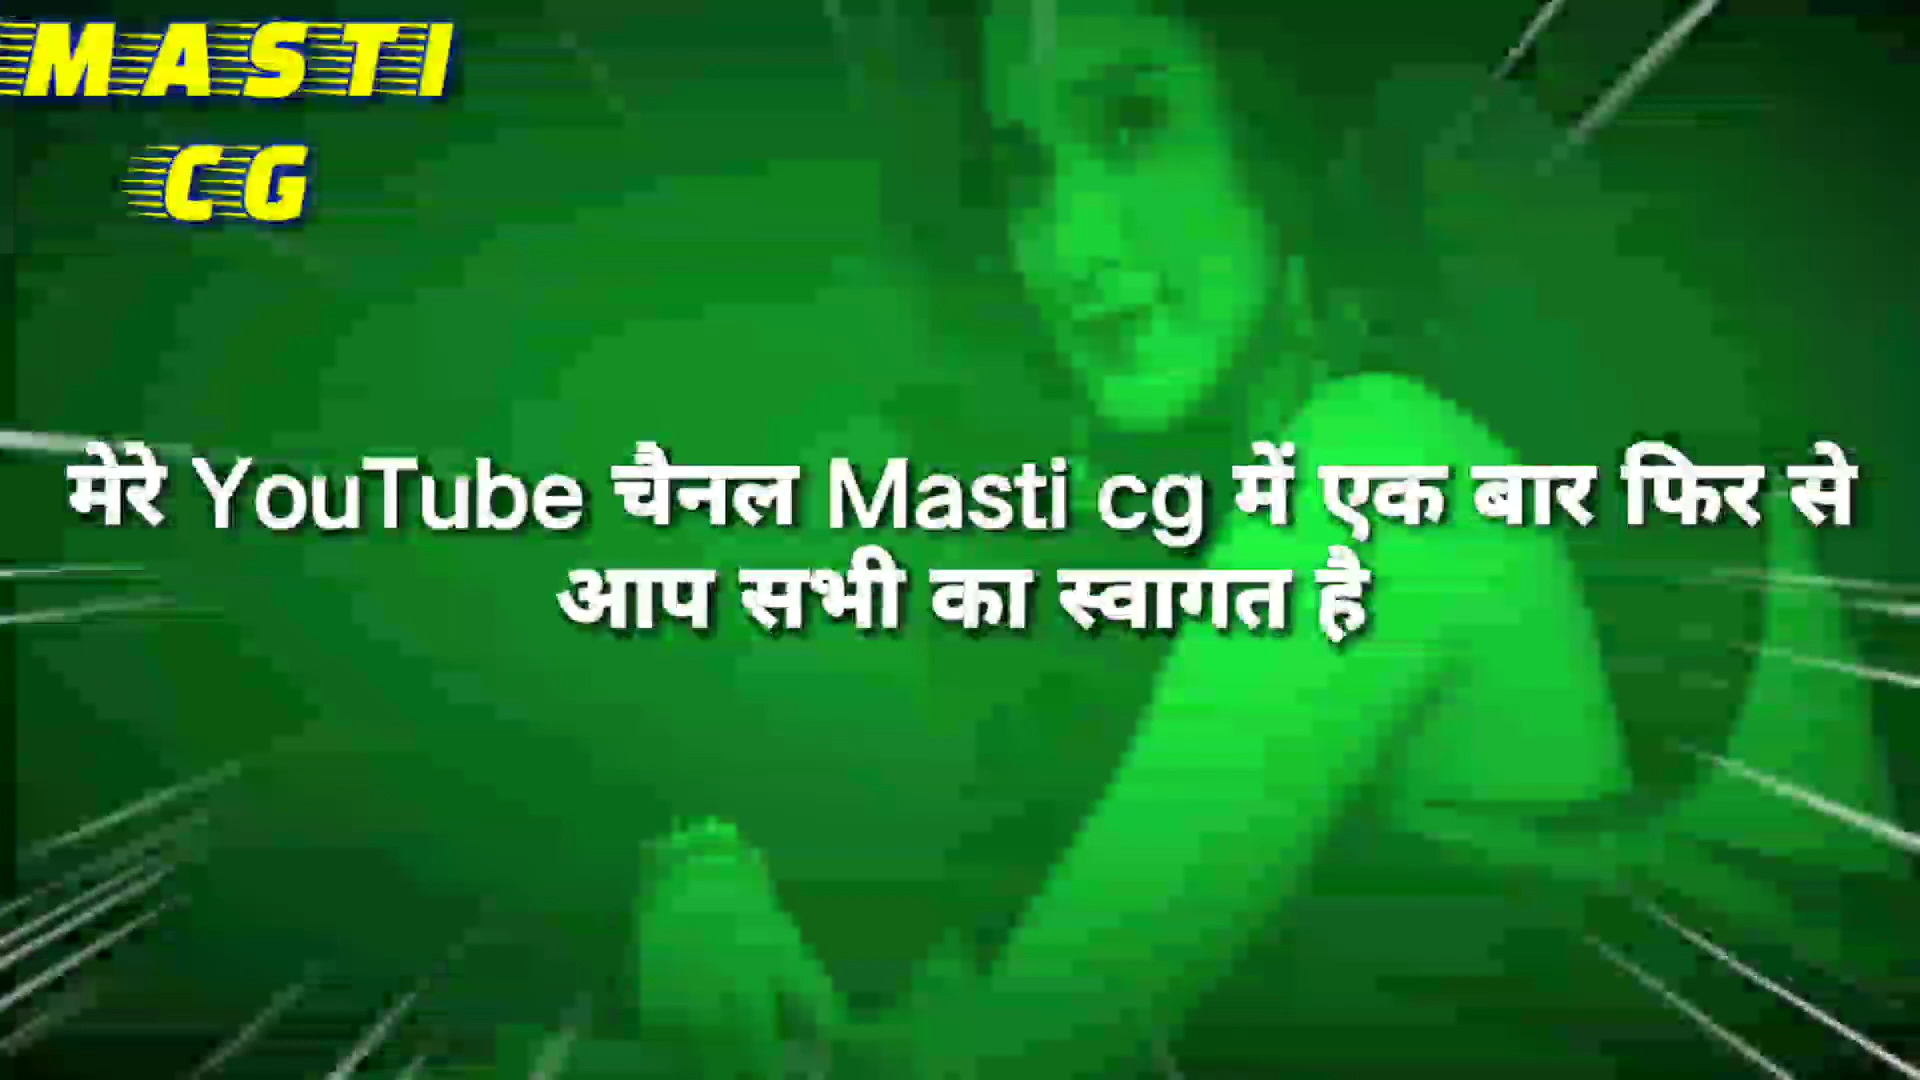 MASTI
CG
मेरे YouTube चैनल Masti cg में एक बार फिर से
आप सभी का स्वागत है